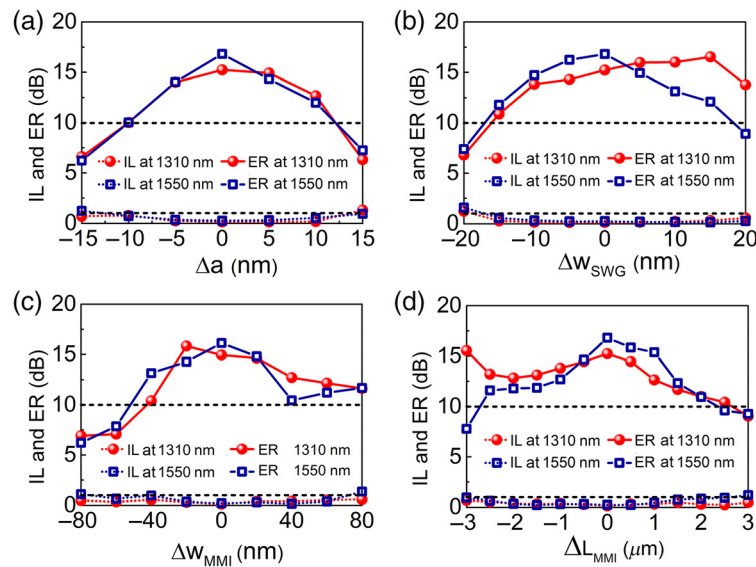 (a)
IL and ER (dB)
20
15
10
5
0
IL at 1310 nm ER at 1310 nm
IL at 1550 nm ER at 1550 nm
−15 −10 −5 0 5 10 15
Δa (nm)
(b)
IL and ER (dB)
20
15
10
5
0
IL at 1310 nm ER at 1310 nm
IL at 1550 nm ER at 1550 nm
−20 −10 0 10 20
Δw_SWG (nm)
(c)
IL and ER (dB)
20
15
10
5
0
IL at 1310 nm ER 1310 nm
IL at 1550 nm ER 1550 nm
−80 −40 0 40 80
Δw_MMI (nm)
(d)
IL and ER (dB)
20
15
10
5
0
IL at 1310 nm ER at 1310 nm
IL at 1550 nm ER at 1550 nm
−3 −2 −1 0 1 2 3
ΔL_MMI (μm)